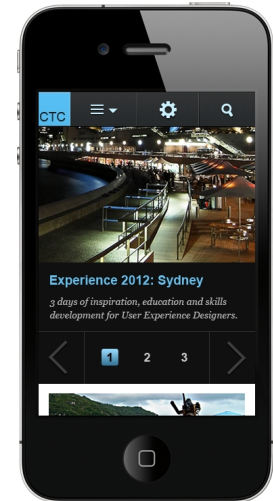 CTC
Experience 2012: Sydney
3 days of inspiration, education and skills
development for User Experience Designers.
1 2 3